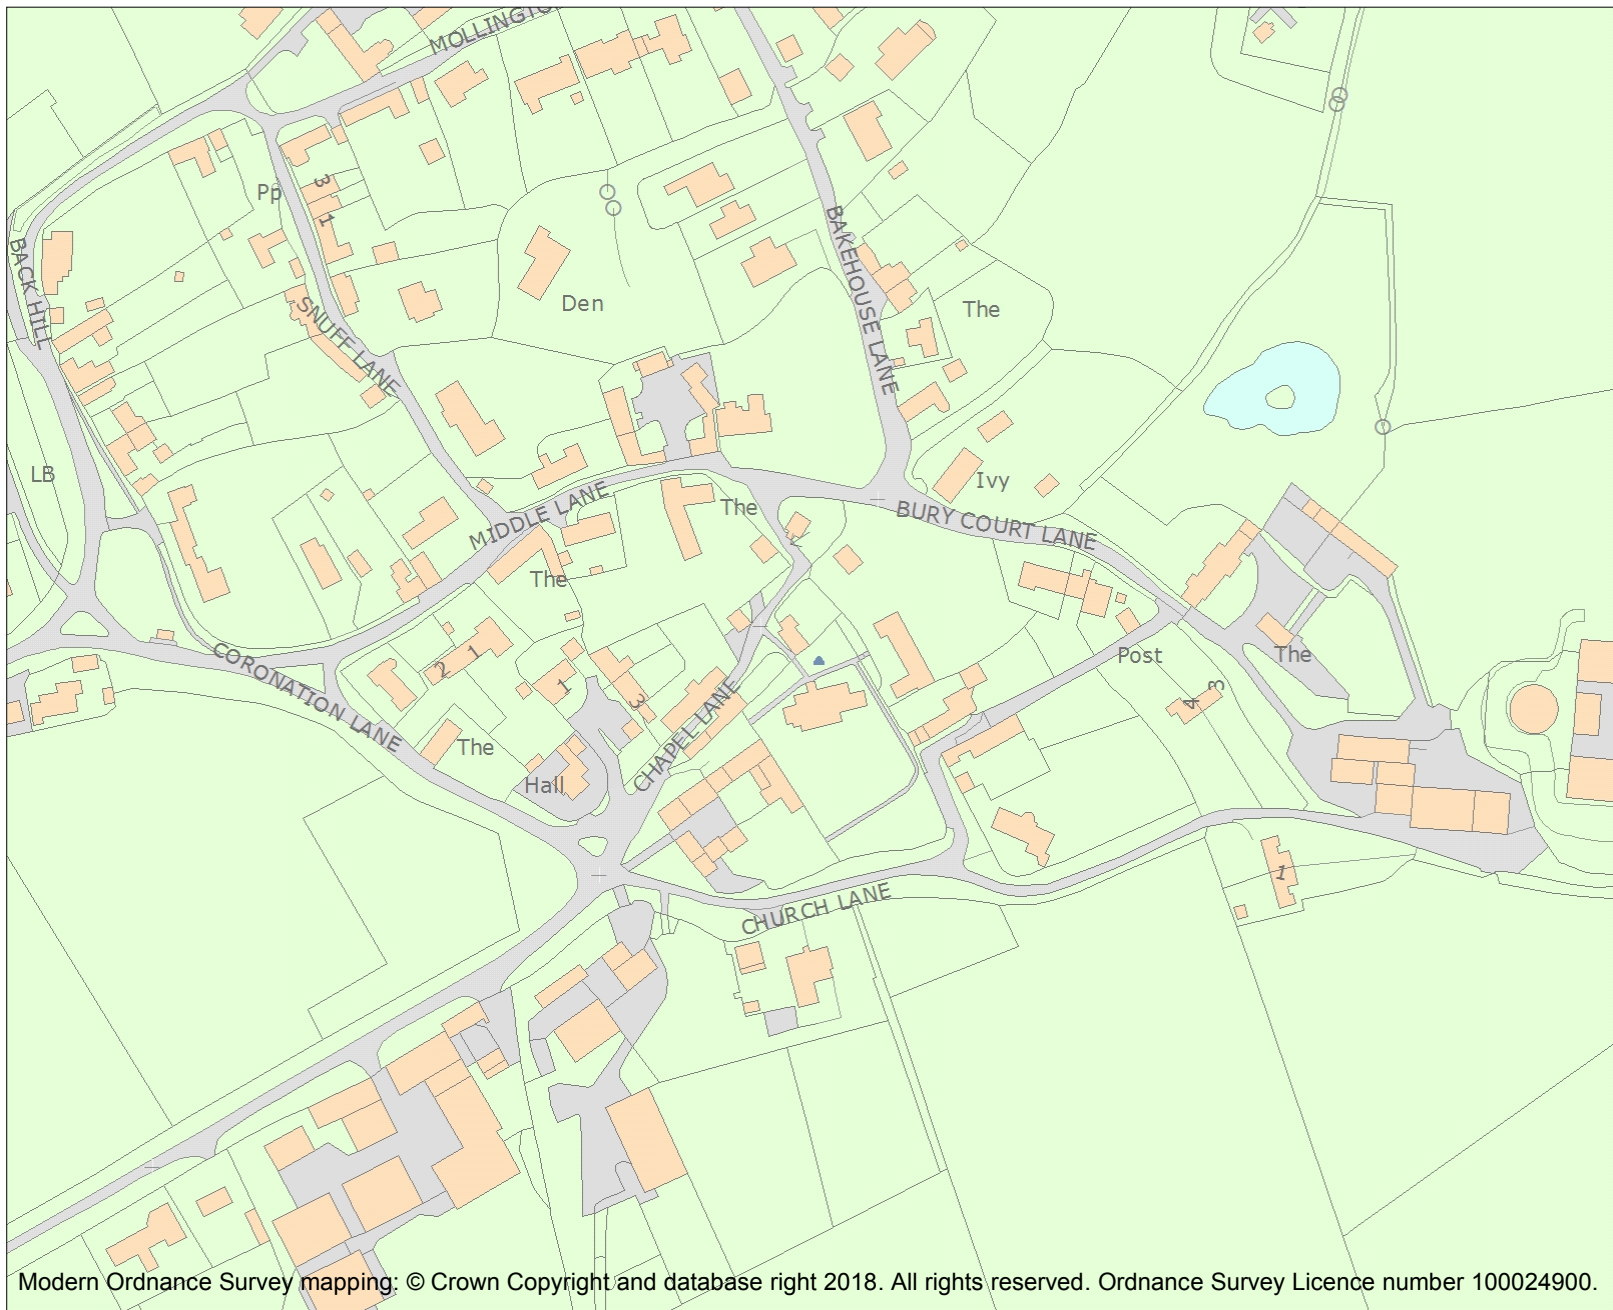 MOLLINGTO
Pp
3
1
BAKEHOUSE LANE
BACK HILL
SNUFF LANE
Den
The
LB
MIDDLE LANE
The
Ivy
BURY COURT LANE
The
CORONATION LANE
2 1
1
3
Post
The
4 3
The
Hall
CHAPEL LANE
1
CHURCH LANE
Modern Ordnance Survey mapping: © Crown Copyright and database right 2018. All rights reserved. Ordnance Survey Licence number 100024900.